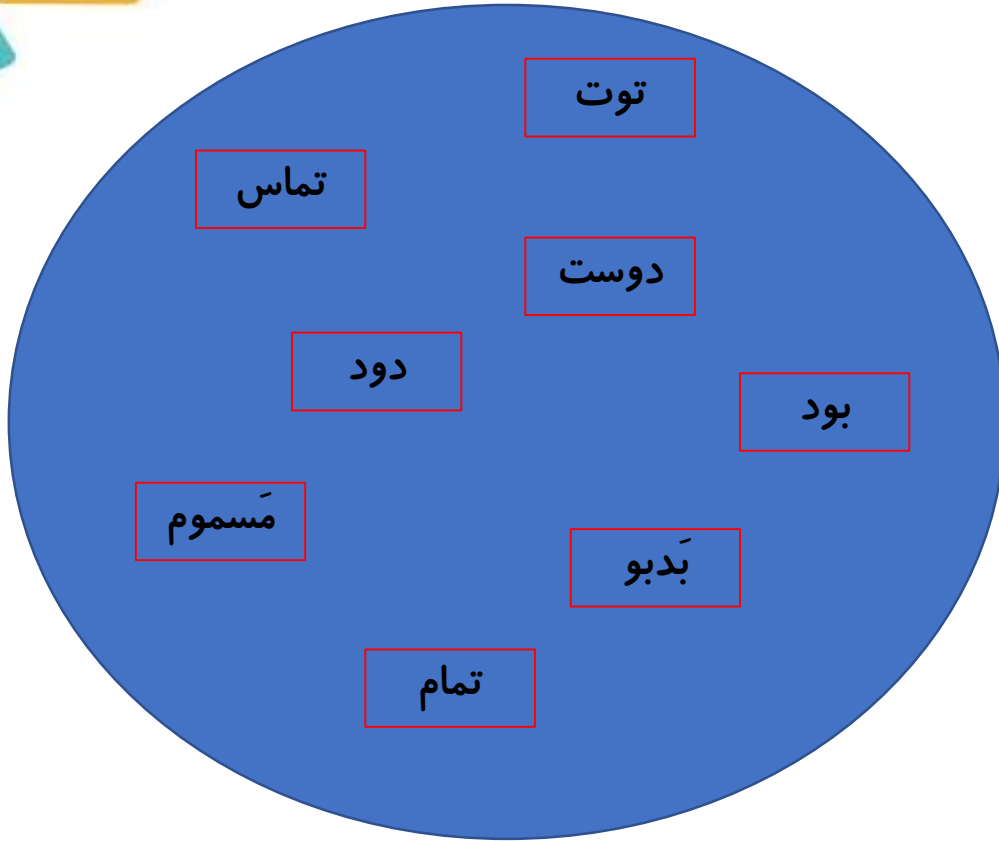 توت
تماس
دوست
دود
بود
مَسموم
بَدبو
تمام